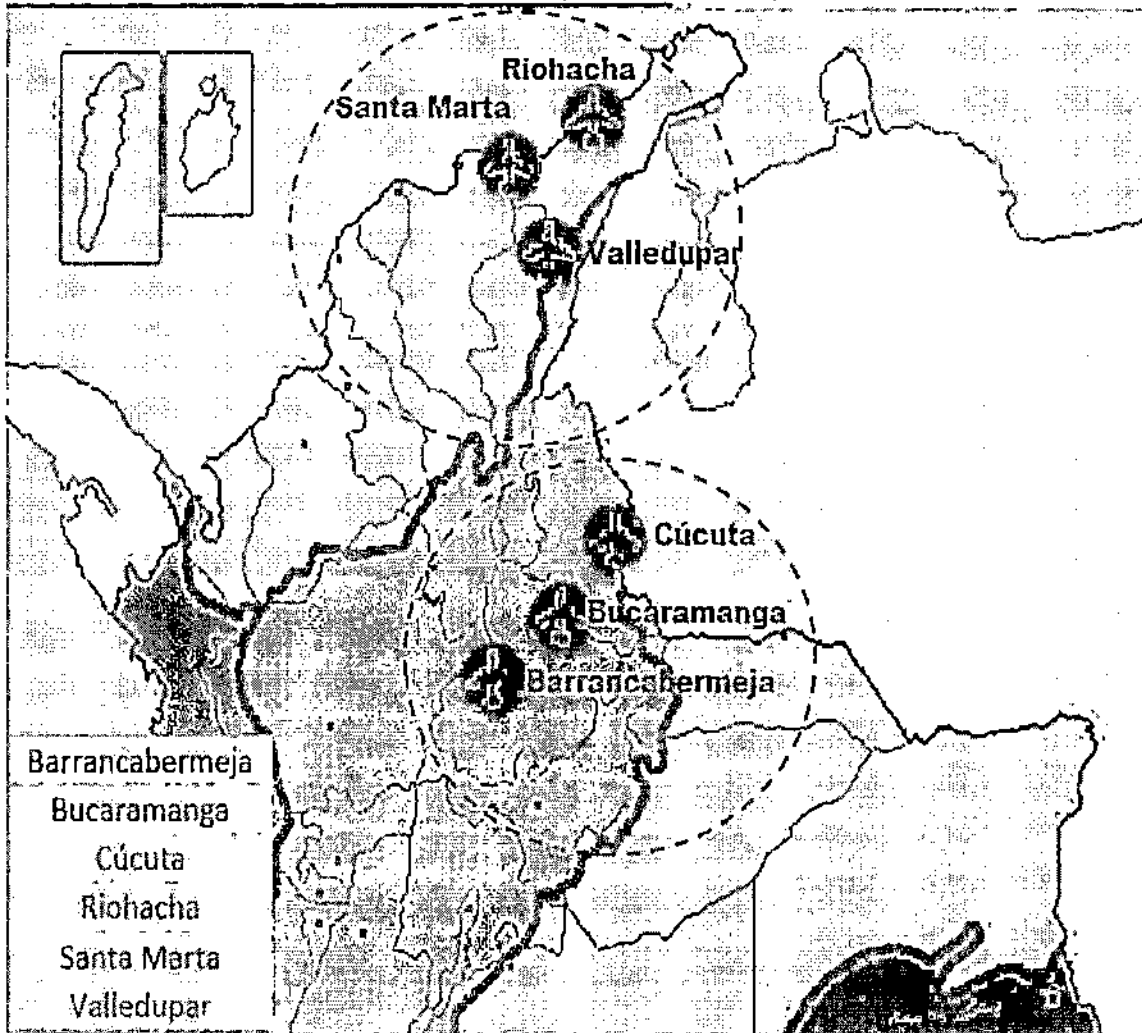 Riohacha
Santa Marta
Valledupar
Cúcuta
Bucaramanga
Barrancabermeja
Barrancabermeja
Bucaramanga
Cúcuta
Riohacha
Santa Marta
Valledupar